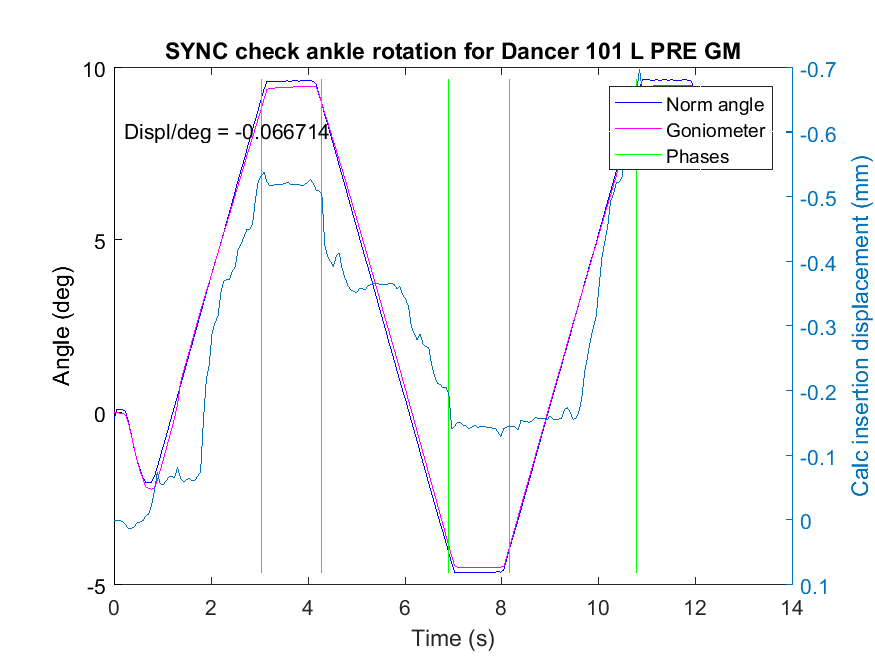 SYNC check ankle rotation for Dancer 101 L PRE GM
10
5
0
-5
Angle (deg)
Displ/deg = -0.066714
Norm angle
Goniometer
Phases
-0.7
-0.6
-0.5
-0.4
-0.3
-0.2
-0.1
0
0.1
Calc insertion displacement (mm)
0 2 4 6 8 10 12 14
Time (s)